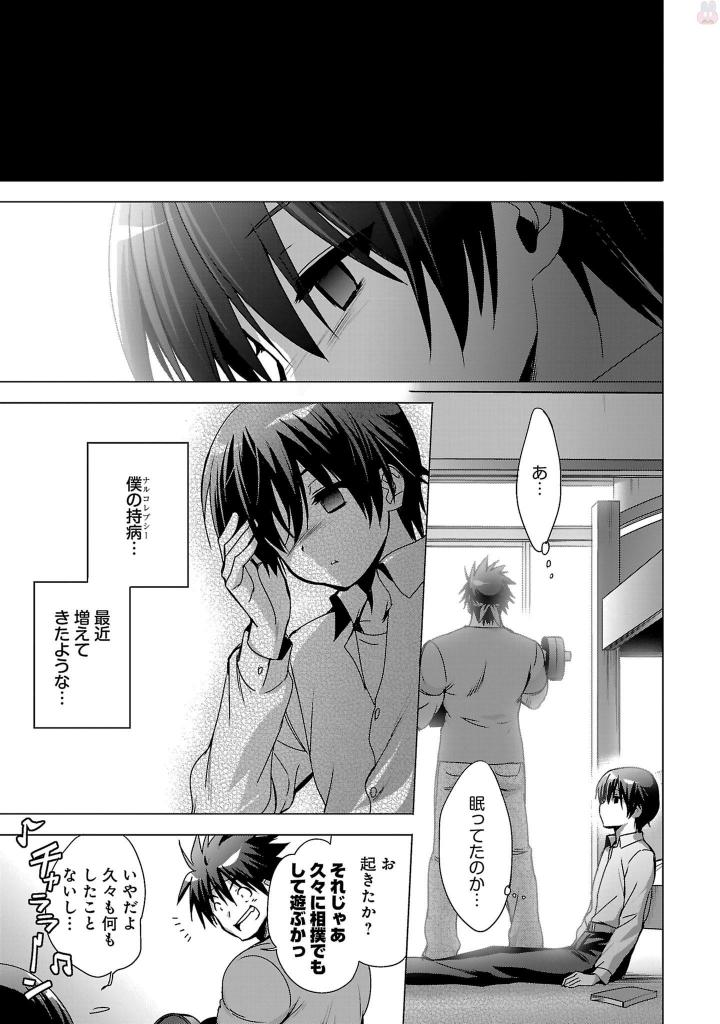 あ…
眠ってたのか…
ナルコレプシー
僕の持病…
最近
増えて
きたような…
お
起きたか？
それじゃあ
久々に相撲でも
して遊ぶかっ
いやだよ
久々も何も
したこと
ないし…
♪チャララーン♫